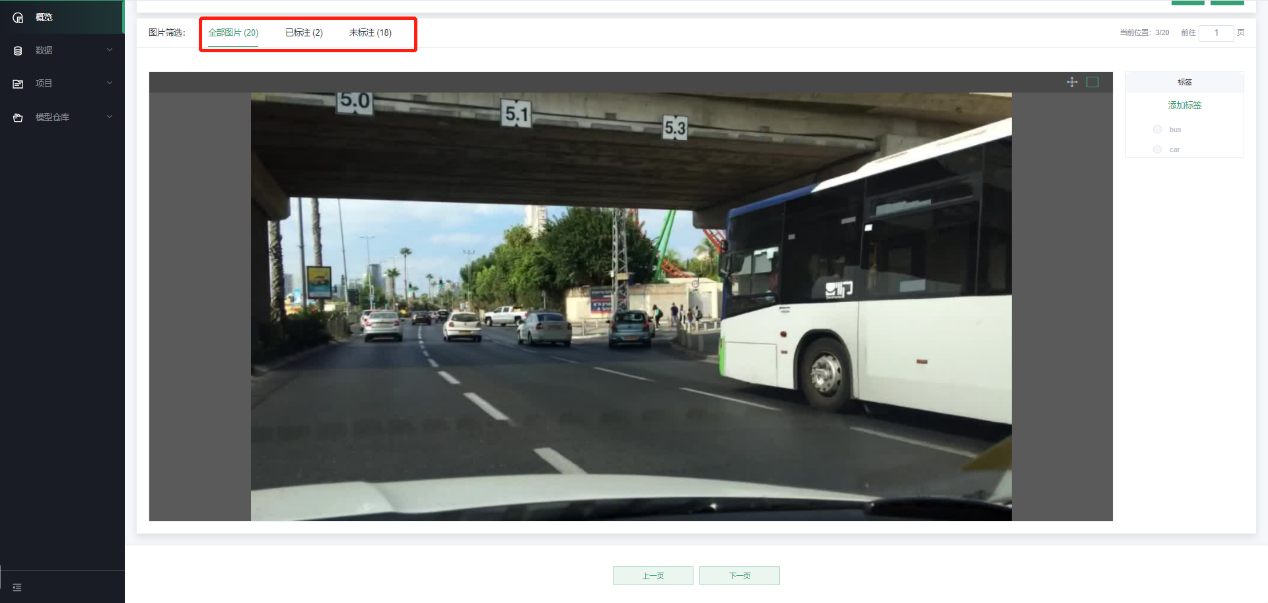 概览
数据
项目
模型仓库
图片筛选: 全部图片 (20) 已标注 (2) 未标注 (18)
当前位置: 3/20 前往 1 页
5.0
5.1
5.3
标签
添加标签
bus
car
上一页 下一页